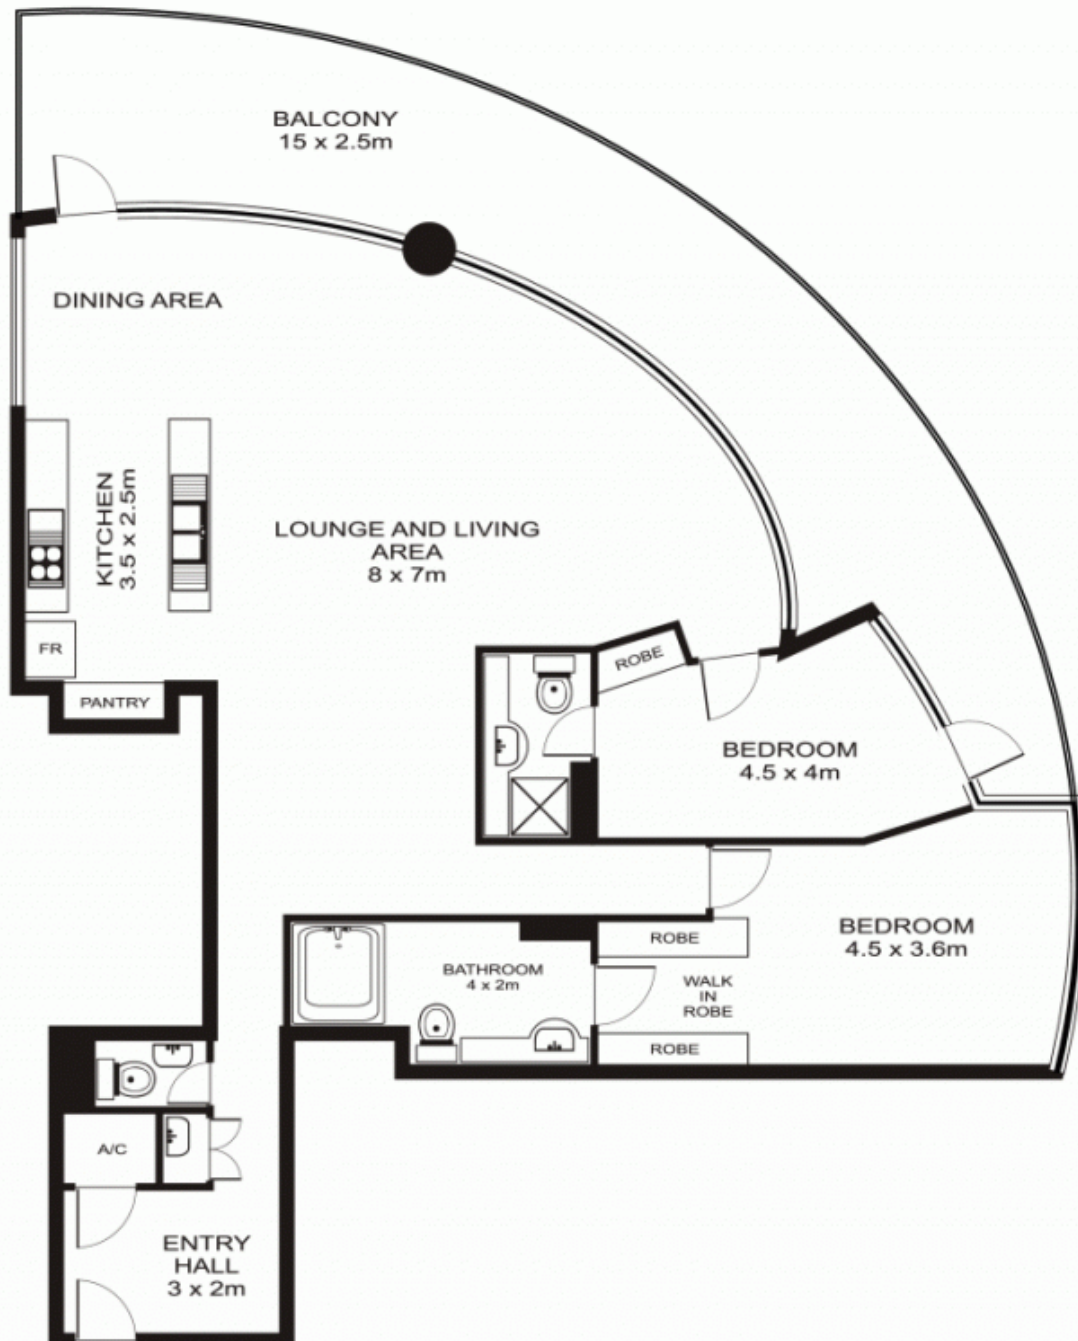 BALCONY
15 x 2.5m
DINING AREA
KITCHEN
3.5 x 2.5m
LOUNGE AND LIVING
AREA
8 x 7m
FR
PANTRY
ROBE
BEDROOM
4.5 x 4m
BEDROOM
4.5 x 3.6m
ROBE
BATHROOM
4 x 2m
WALK
IN
ROBE
ROBE
A/C
ENTRY
HALL
3 x 2m